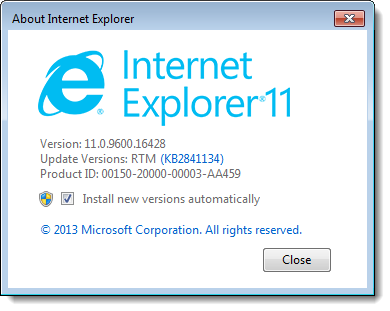 About Internet Explorer
Internet
Explorer®11
Version: 11.0.9600.16428
Update Versions: RTM (KB2841134)
Product ID: 00150-20000-00003-AA459
Install new versions automatically
© 2013 Microsoft Corporation. All rights reserved.
Close